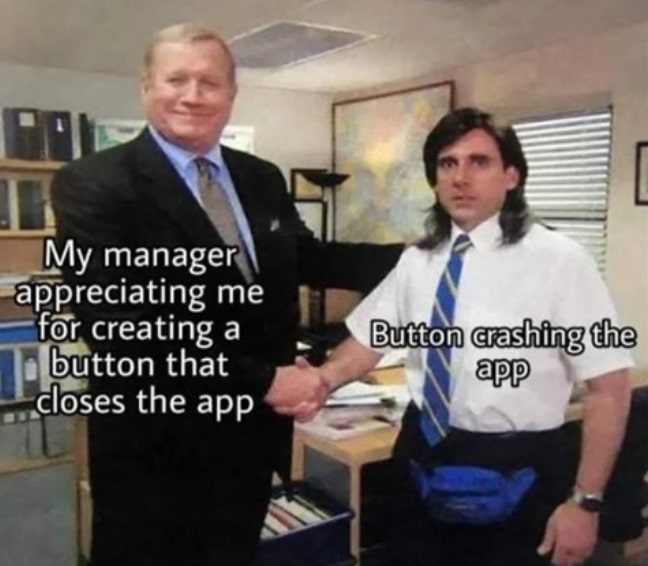 My manager
appreciating me
for creating a
button that
closes the app
Button crashing the
app